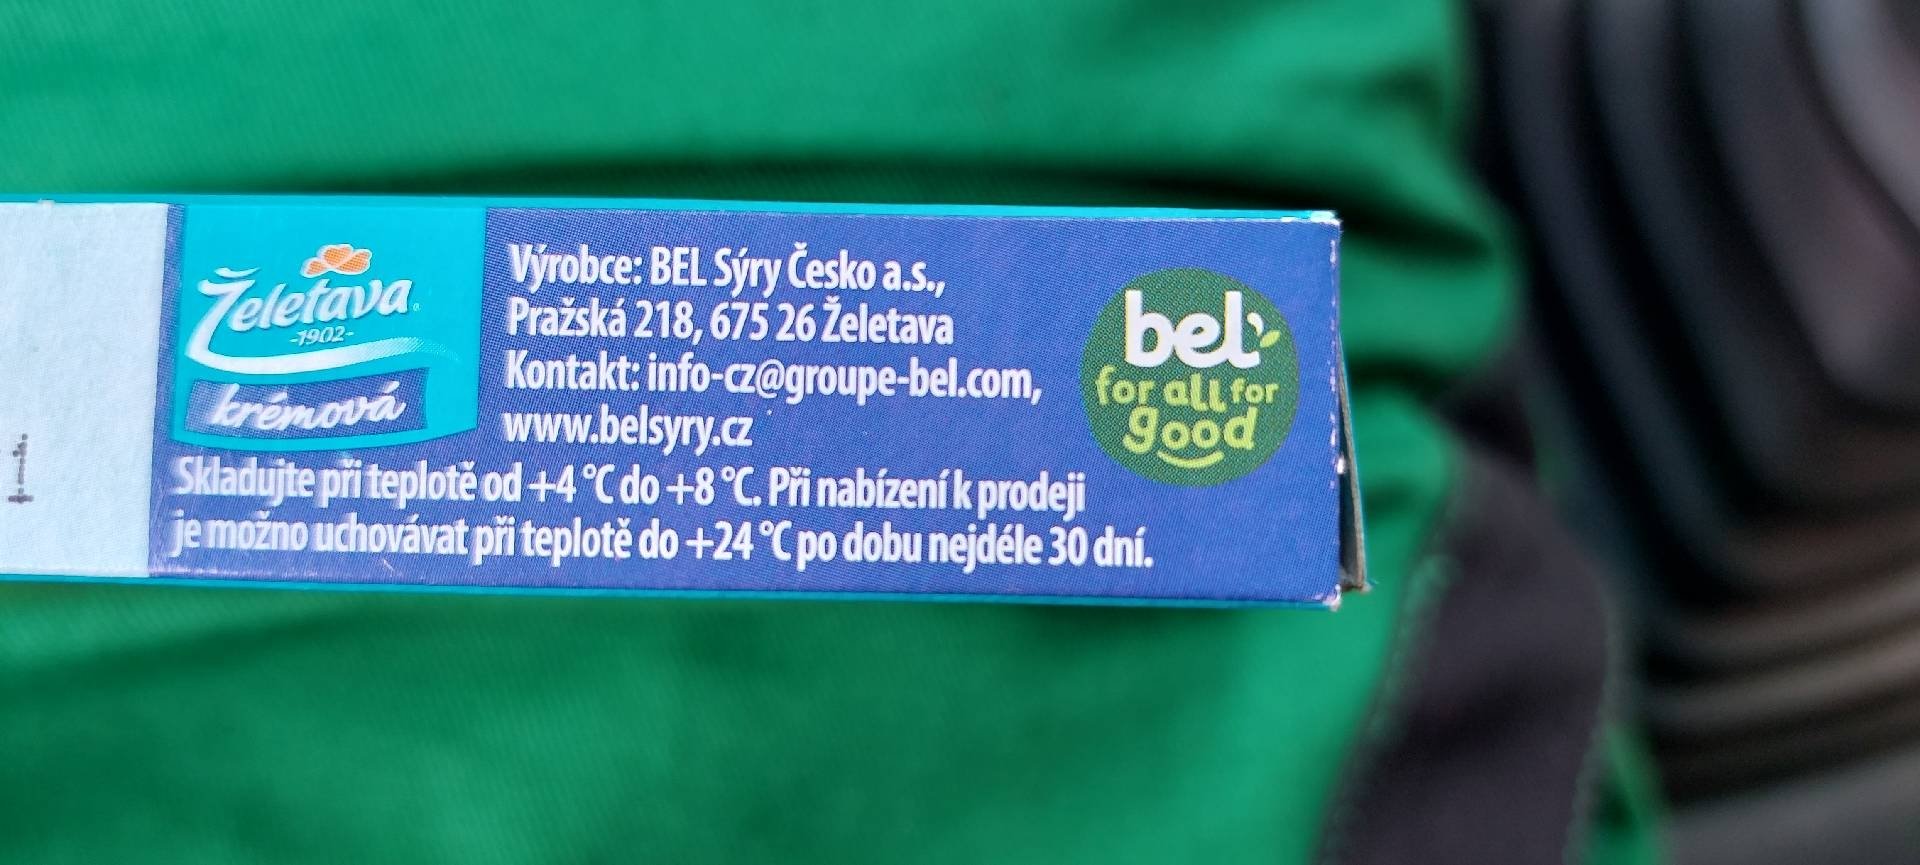 Želetava
-1902-
krémová
Výrobce: BEL Sýry Česko a.s.,
Pražská 218, 675 26 Želetava
Kontakt: info-cz@groupe-bel.com,
www.belsyry.cz
Skladujte při teplotě od +4 °C do +8 °C. Při nabízení k prodeji
je možno uchovávat při teplotě do +24 °C po dobu nejdéle 30 dní.
bel
for all for
good